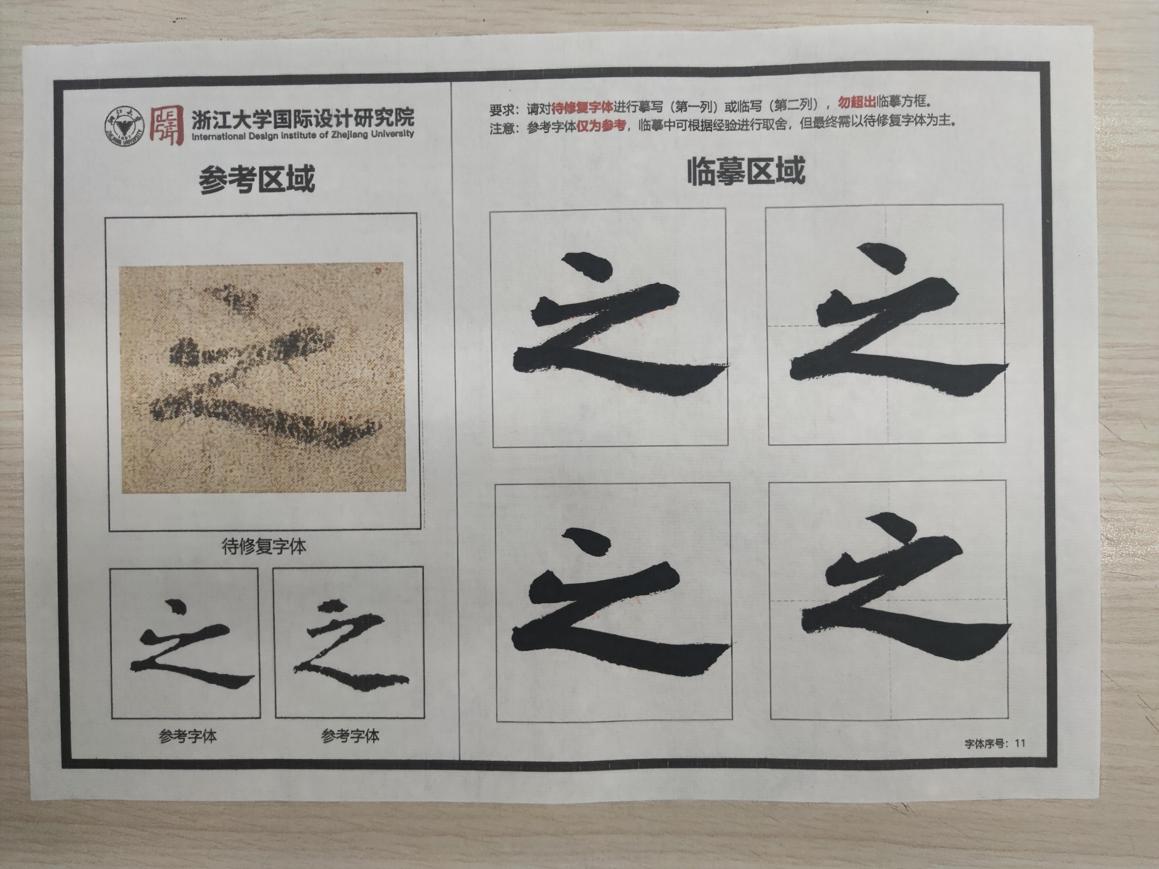 浙江大学国际设计研究院
International Design Institute of Zhejiang University
参考区域
之
待修复字体
之
之
参考字体
参考字体
要求：请对待修复字体进行摹写（第一列）或临写（第二列），勿超出临摹方框。
注意：参考字体仅为参考，临摹中可根据经验进行取舍，但最终需以待修复字体为主。
临摹区域
之
之
之
之
字体序号：11